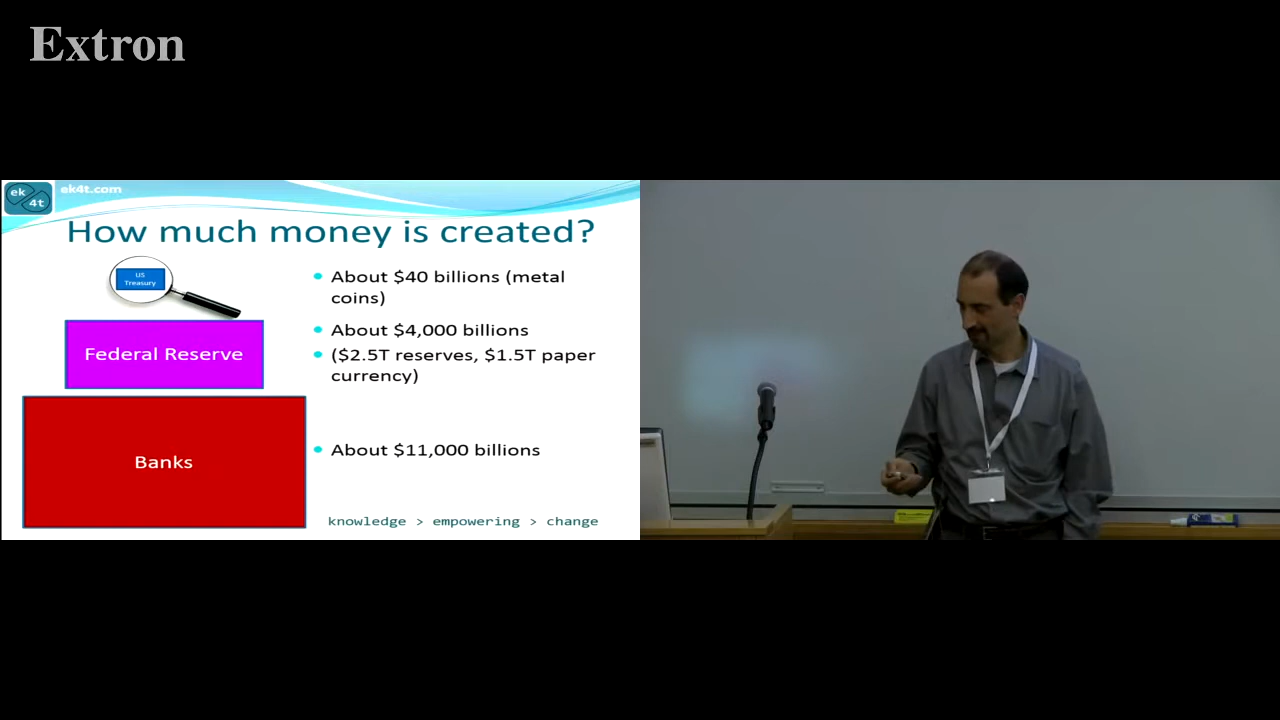 Extron
ek
4t
ek4t.com
How much money is created?
US
Treasury
• About $40 billions (metal
coins)
Federal Reserve
• About $4,000 billions
• ($2.5T reserves, $1.5T paper
currency)
Banks
• About $11,000 billions
knowledge > empowering > change